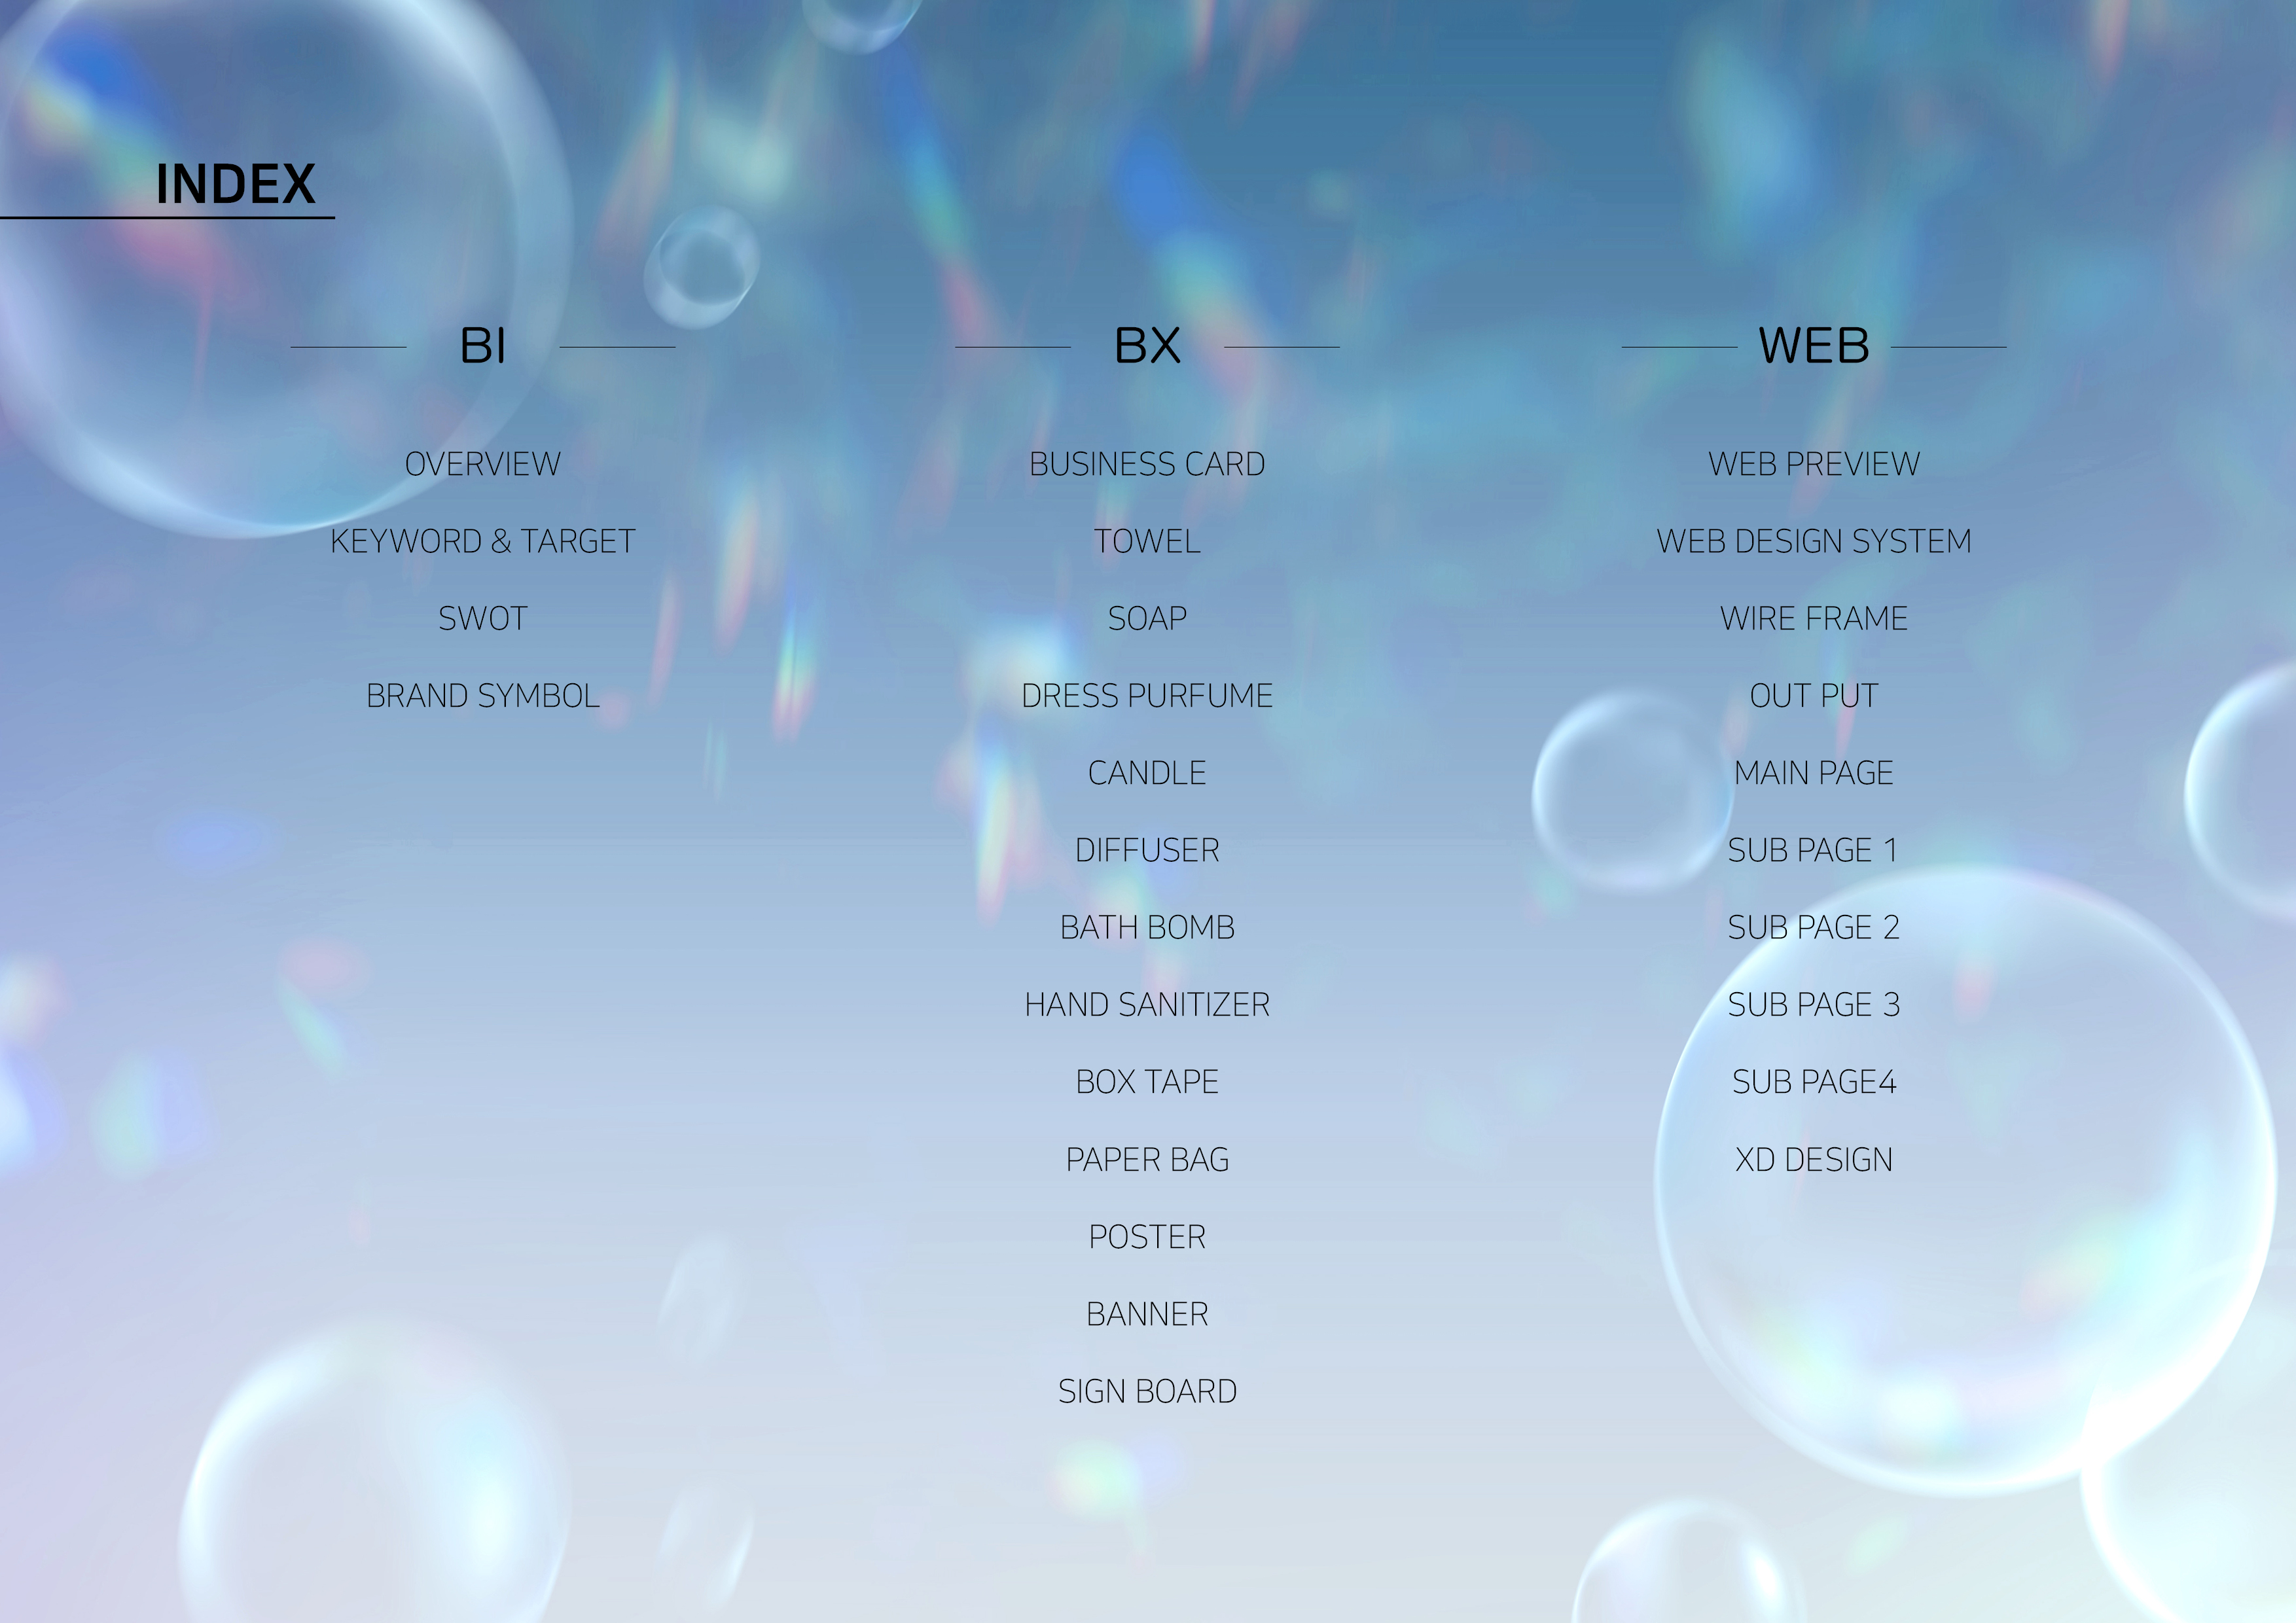 INDEX
BI
OVERVIEW
KEYWORD & TARGET
SWOT
BRAND SYMBOL
BX
BUSINESS CARD
TOWEL
SOAP
DRESS PURFUME
CANDLE
DIFFUSER
BATH BOMB
HAND SANITIZER
BOX TAPE
PAPER BAG
POSTER
BANNER
SIGN BOARD
WEB
WEB PREVIEW
WEB DESIGN SYSTEM
WIRE FRAME
OUT PUT
MAIN PAGE
SUB PAGE 1
SUB PAGE 2
SUB PAGE 3
SUB PAGE4
XD DESIGN